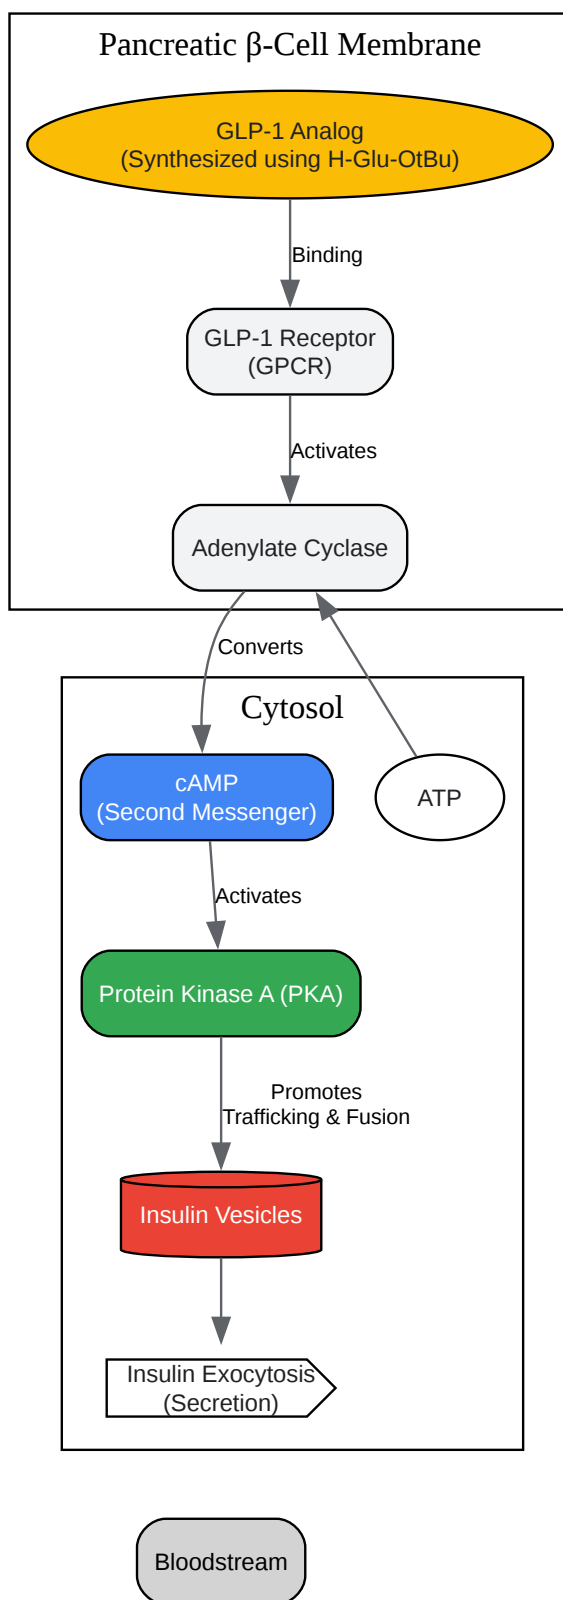 Pancreatic β-Cell Membrane
GLP-1 Analog
(Synthesized using H-Glu-OtBu)
Binding
GLP-1 Receptor
(GPCR)
Activates
Adenylate Cyclase
Converts
Cytosol
cAMP
(Second Messenger)
ATP
Activates
Protein Kinase A (PKA)
Promotes
Trafficking & Fusion
Insulin Vesicles
Insulin Exocytosis
(Secretion)
Bloodstream